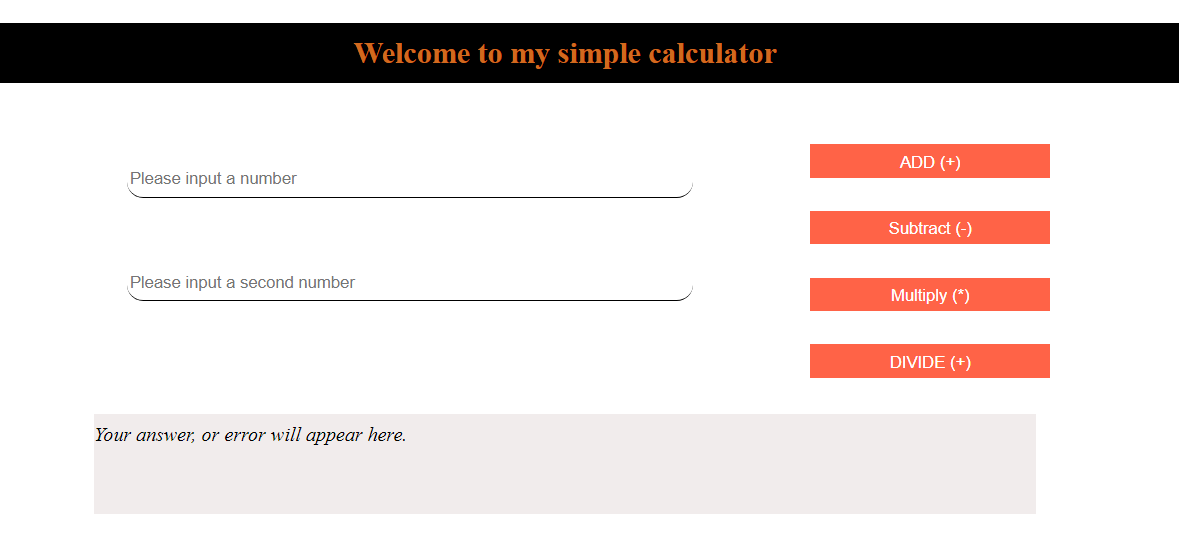 Welcome to my simple calculator
Please input a number
Please input a second number
ADD (+)
Subtract (-)
Multiply (*)
DIVIDE (+)
Your answer, or error will appear here.